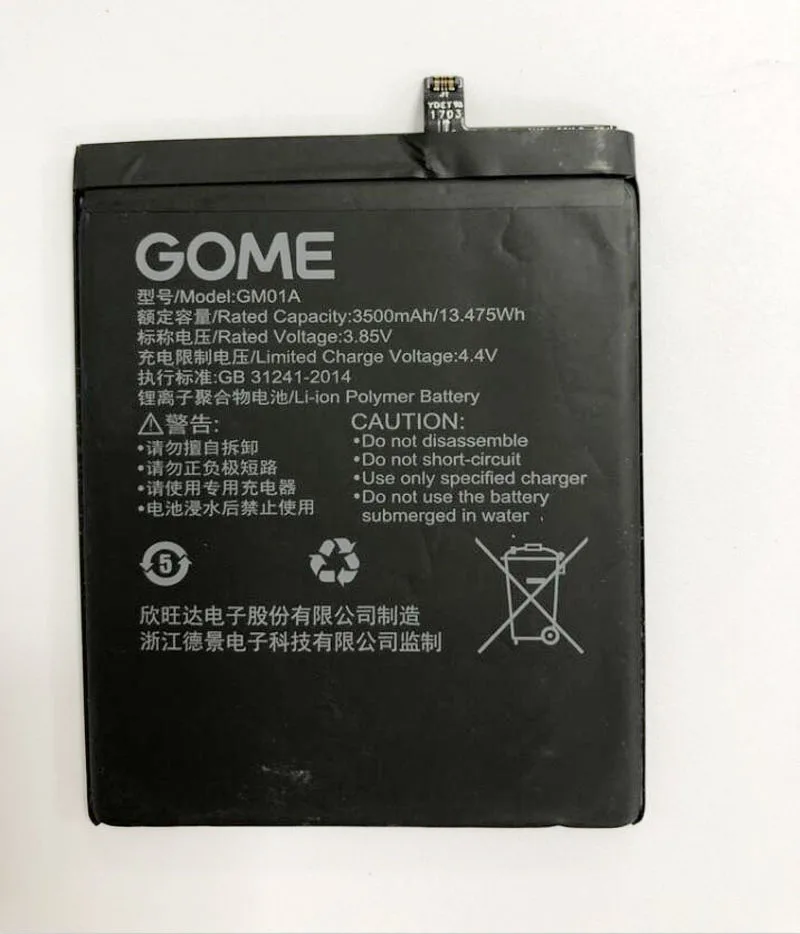 JT
YDEY
1703
GOME
型号/Model:GM01A
额定容量/Rated Capacity:3500mAh/13.475Wh
标称电压/Rated Voltage:3.85V
充电限制电压/Limited Charge Voltage:4.4V
执行标准:GB 31241-2014
锂离子聚合物电池/Li-ion Polymer Battery
警告:
•请勿擅自拆卸
•请勿正负极短路
•请使用专用充电器
•电池浸水后禁止使用
CAUTION:
•Do not disassemble
•Do not short-circuit
•Use only specified charger
•Do not use the battery
submerged in water
5
欣旺达电子股份有限公司制造
浙江德景电子科技有限公司监制